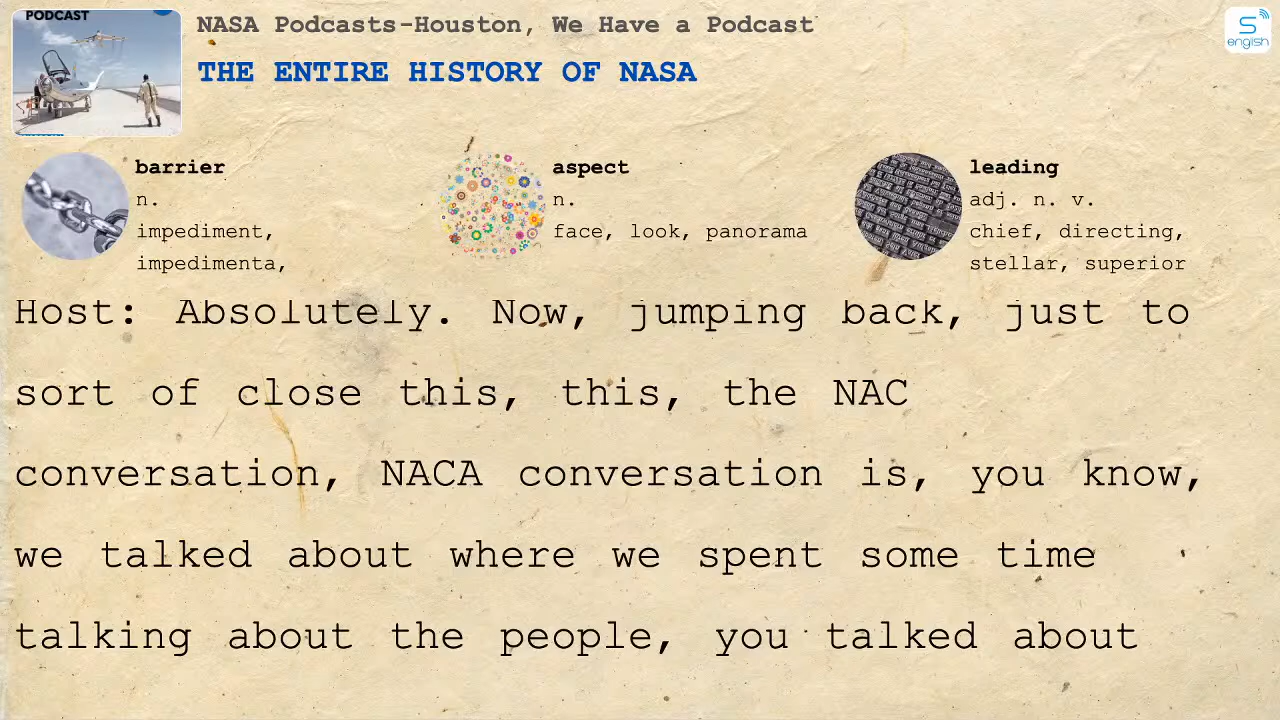 PODCAST
NASA Podcasts-Houston, We Have a Podcast
THE ENTIRE HISTORY OF NASA
S
english
barrier
n.
impediment,
impedimenta,
aspect
n.
face, look, panorama
leading
adj. n. v.
chief, directing,
stellar, superior
Host: Absolutely. Now, jumping back, just to
sort of close this, this, the NAC
conversation, NACA conversation is, you know,
we talked about where we spent some time
talking about the people, you talked about